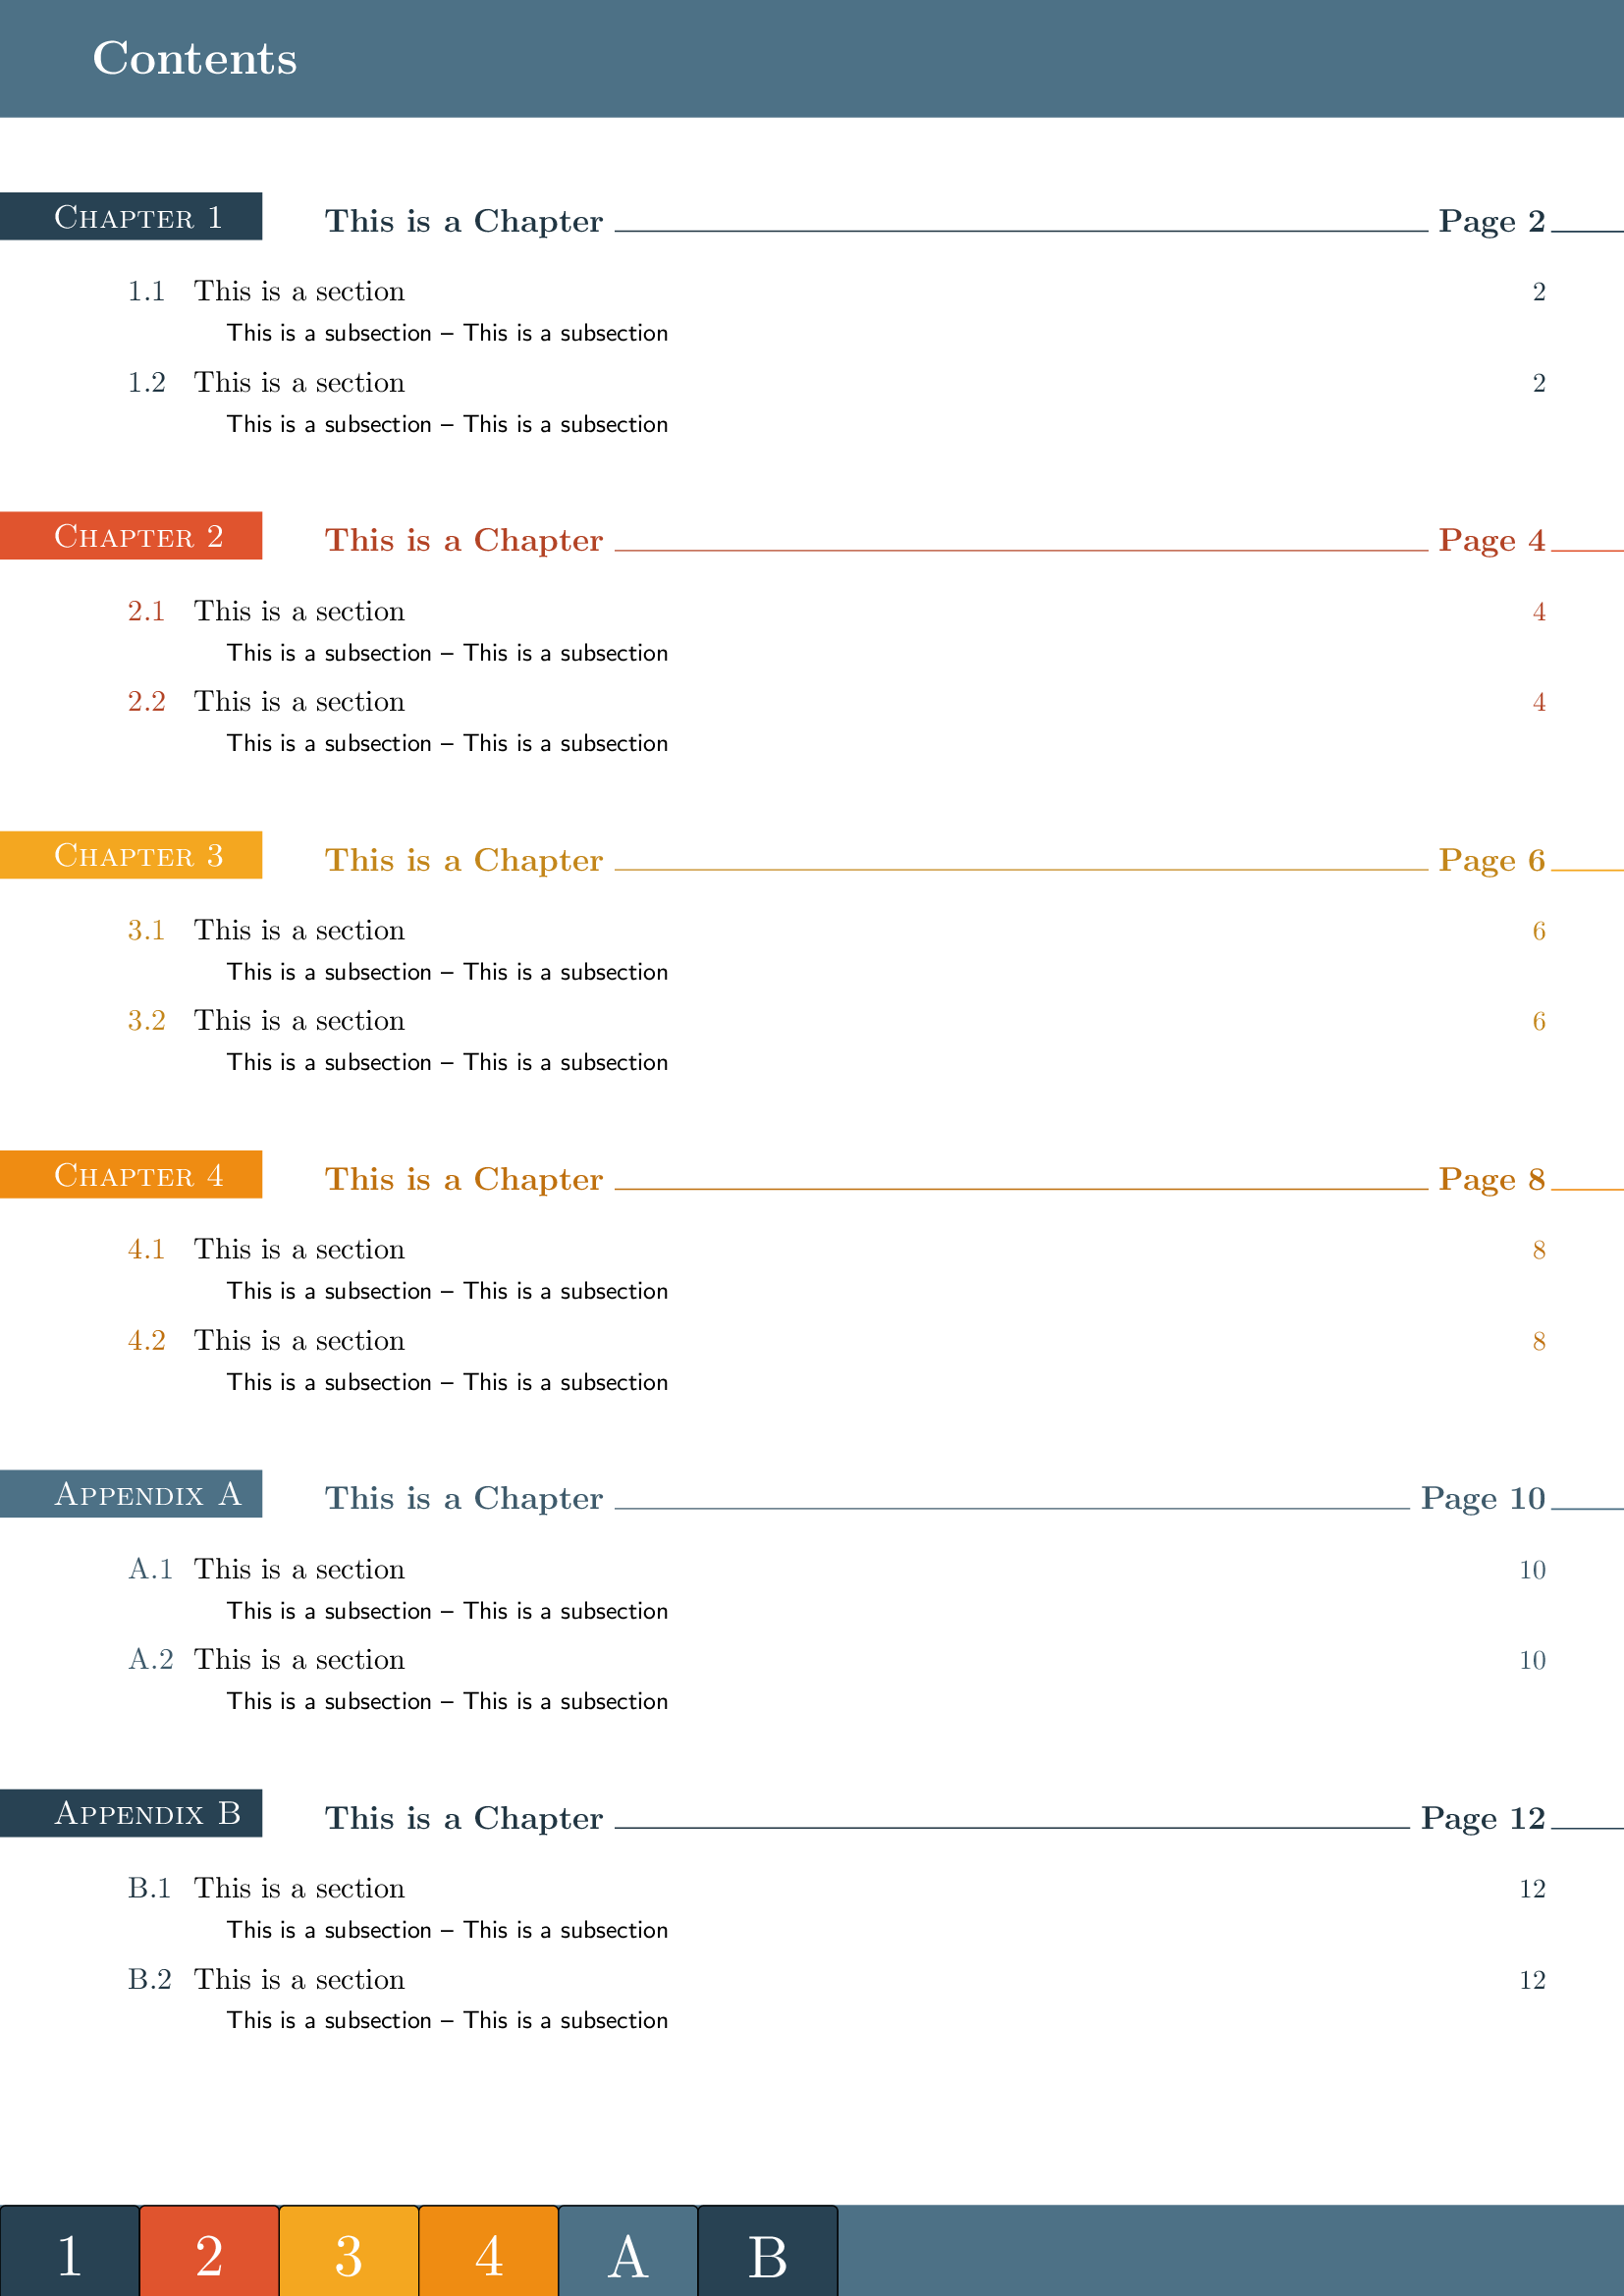 Contents
Chapter 1 This is a Chapter Page 2
1.1 This is a section 2
This is a subsection – This is a subsection
1.2 This is a section 2
This is a subsection – This is a subsection
Chapter 2 This is a Chapter Page 4
2.1 This is a section 4
This is a subsection – This is a subsection
2.2 This is a section 4
This is a subsection – This is a subsection
Chapter 3 This is a Chapter Page 6
3.1 This is a section 6
This is a subsection – This is a subsection
3.2 This is a section 6
This is a subsection – This is a subsection
Chapter 4 This is a Chapter Page 8
4.1 This is a section 8
This is a subsection – This is a subsection
4.2 This is a section 8
This is a subsection – This is a subsection
Appendix A This is a Chapter Page 10
A.1 This is a section 10
This is a subsection – This is a subsection
A.2 This is a section 10
This is a subsection – This is a subsection
Appendix B This is a Chapter Page 12
B.1 This is a section 12
This is a subsection – This is a subsection
B.2 This is a section 12
This is a subsection – This is a subsection
1 2 3 4 A B